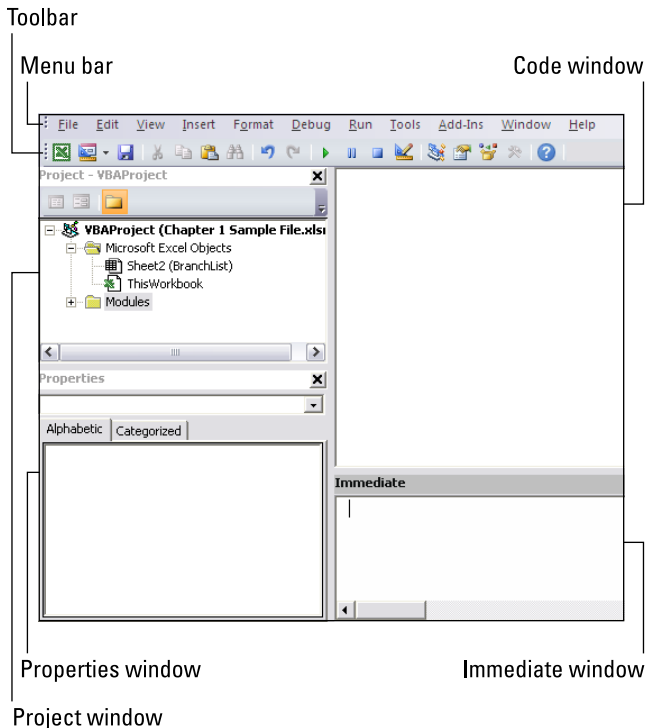 Toolbar
Menu bar
Code window
File Edit View Insert Format Debug Run Tools Add-Ins Window Help
Project - VBAProject
VBAProject (Chapter 1 Sample File.xlsm
Microsoft Excel Objects
Sheet2 (BranchList)
ThisWorkbook
Modules
Properties
Alphabetic Categorized
Immediate
Properties window
Immediate window
Project window